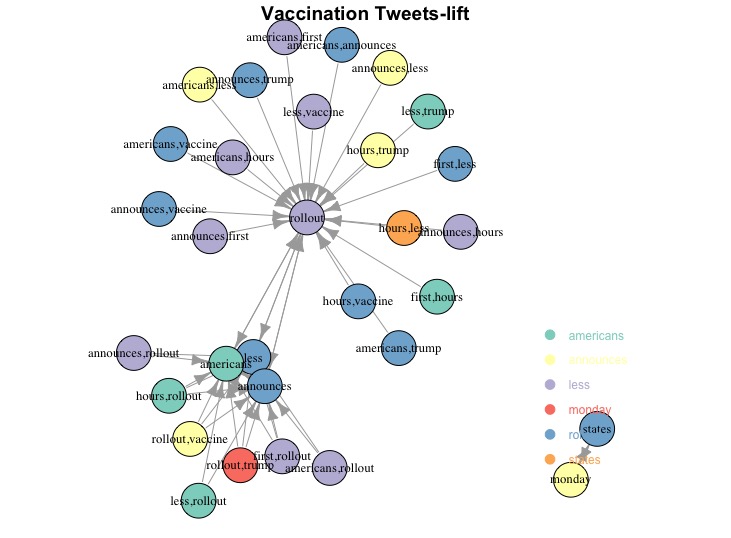 Vaccination Tweets-lift
americans,first
americans,announces
announces,less
americans,less
announces,trump
less,vaccine
less,trump
americans,vaccine
americans,hours
hours,trump
first,less
announces,vaccine
rollout
announces,first
hours,less
announces,hours
hours,vaccine
first,hours
americans,trump
announces,rollout
americans
less
announces
hours,rollout
rollout,vaccine
rollout,trump
first,rollout
americans,rollout
less,rollout
americans
announces
less
monday
states
states
monday